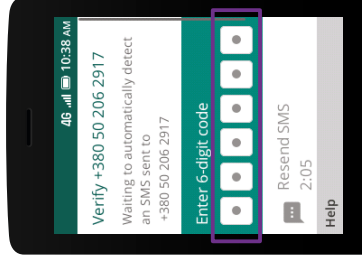 4G 10:38 AM
Verify +380 50 206 2917
Waiting to automatically detect
an SMS sent to
+380 50 206 2917
Enter 6-digit code
Resend SMS
2:05
Help